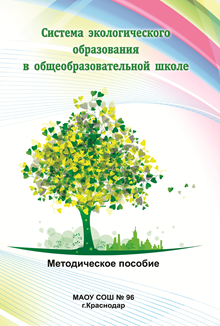 Система экологического
образования
в общеобразовательной школе
Методическое пособие
МАОУ СОШ № 96
г.Краснодар